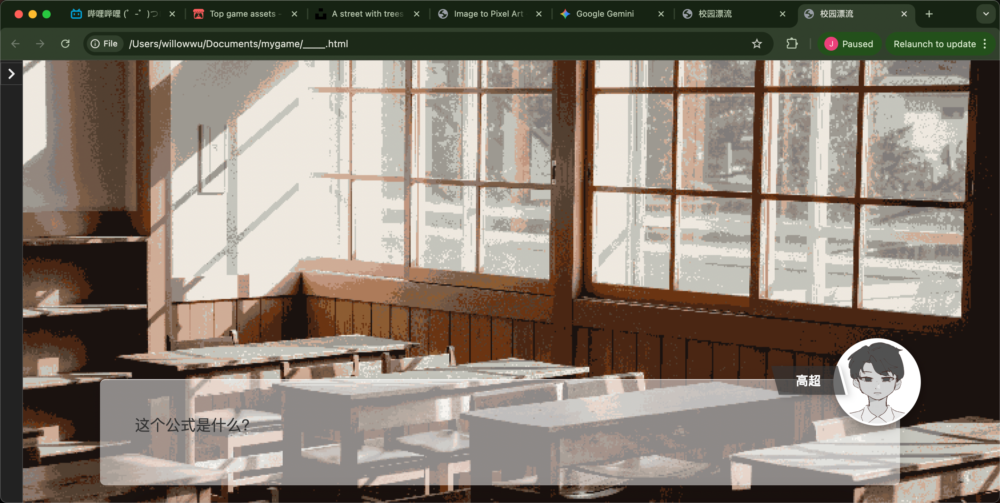 哔哩哔哩 (゜-゜)つ
Top game assets -
A street with trees
Image to Pixel Art
Google Gemini
校园漂流
校园漂流
File
/Users/willowwu/Documents/mygame/_____.html
J
Paused
Relaunch to update
高超
这个公式是什么?